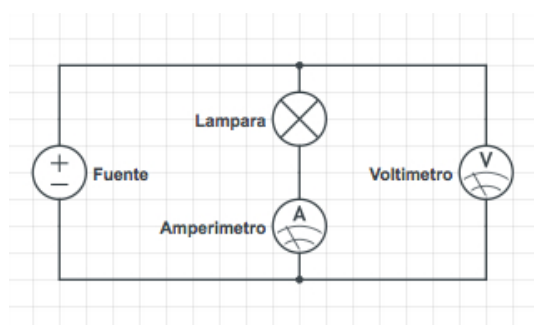 Lampara
+
−
Fuente
Voltimetro
V
Amperimetro
A